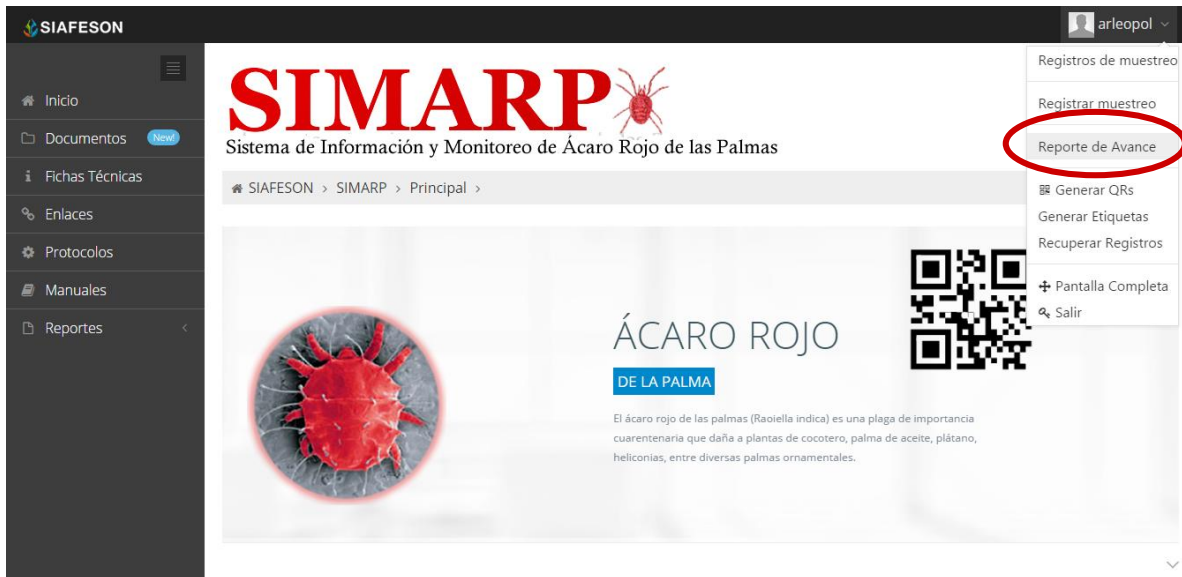 SIAFESON
arleopol
Inicio
Documentos New!
Fichas Técnicas
Enlaces
Protocolos
Manuales
Reportes
SIMARP
Sistema de Información y Monitoreo de Ácaro Rojo de las Palmas
SIAFESON > SIMARP > Principal >
Registros de muestreo
Registrar muestreo
Reporte de Avance
Generar QRs
Generar Etiquetas
Recuperar Registros
Pantalla Completa
Salir
ÁCARO ROJO
DE LA PALMA
El ácaro rojo de las palmas (Raoiella indica) es una plaga de importancia
cuarentenaria que daña a plantas de cocotero, palma de aceite, plátano,
heliconias, entre diversas palmas ornamentales.